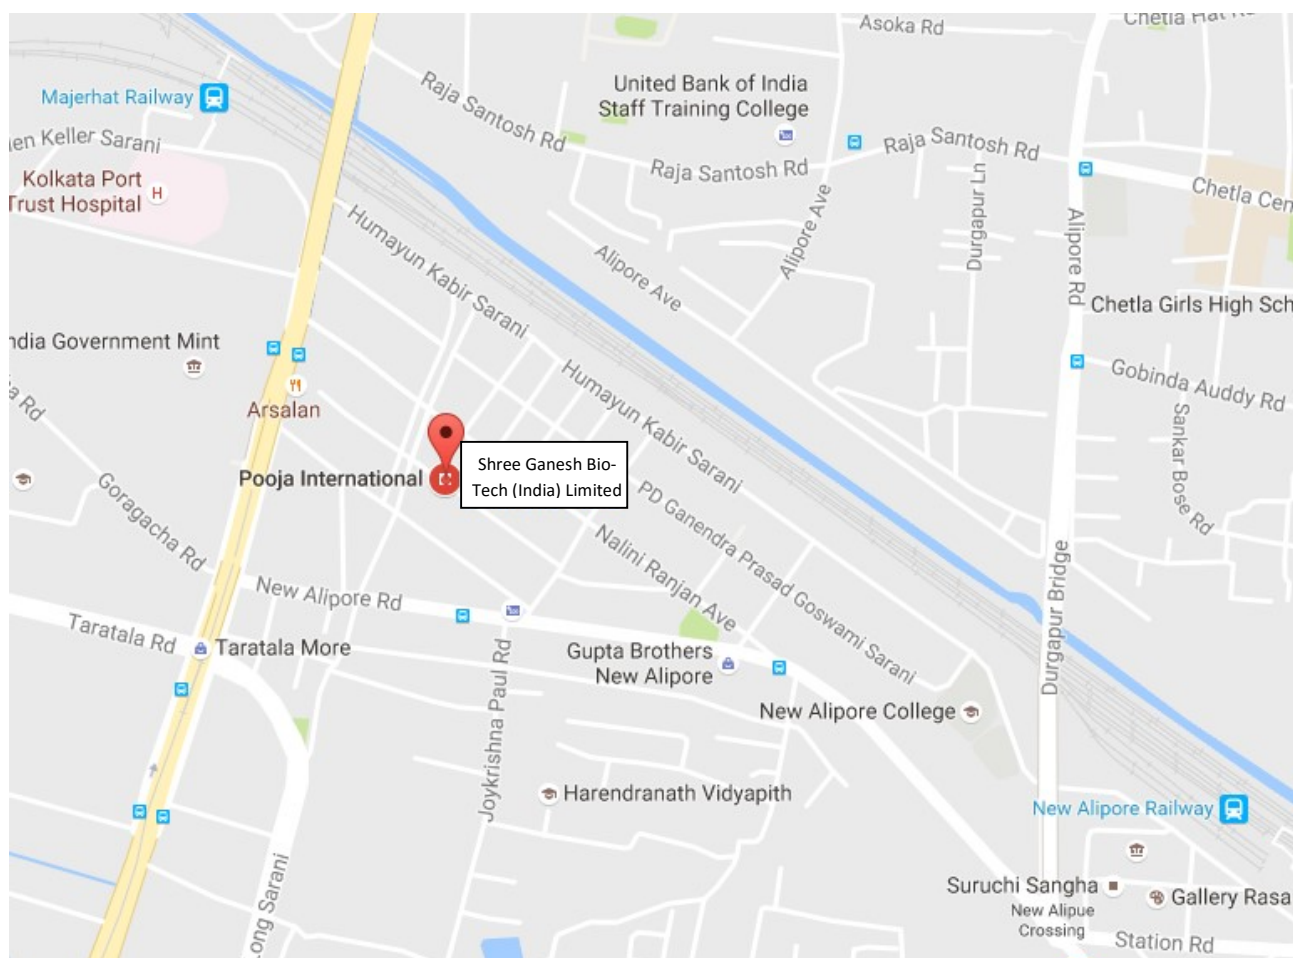 Asoka Rd
Chetla Hat Rd
United Bank of India
Staff Training College
Majerhat Railway
Raja Santosh Rd
Raja Santosh Rd
Raja Santosh Rd
en Keller Sarani
Kolkata Port
Trust Hospital
H
Chetla Cen
Durgapur Ln
Alipore Ave
Alipore Rd
Humayun Kabir Sarani
Alipore Ave
Chetla Girls High Sch
ndia Government Mint
Gobinda Auddy Rd
a Rd
Arsalan
Humayun Kabir Sarani
Sankar Bose Rd
Pooja International
Shree Ganesh Bio-
Tech (India) Limited
Goragacha Rd
PD Ganendra Prasad Goswami Sarani
Nalini Ranjan Ave
New Alipore Rd
Durgapur Bridge
Taratala Rd
Taratala More
Gupta Brothers
New Alipore
Joykrishna Paul Rd
New Alipore College
Harendranath Vidyapith
New Alipore Railway
Long Sarani
Suruchi Sangha
Gallery Rasa
New Alipue
Crossing
Station Rd